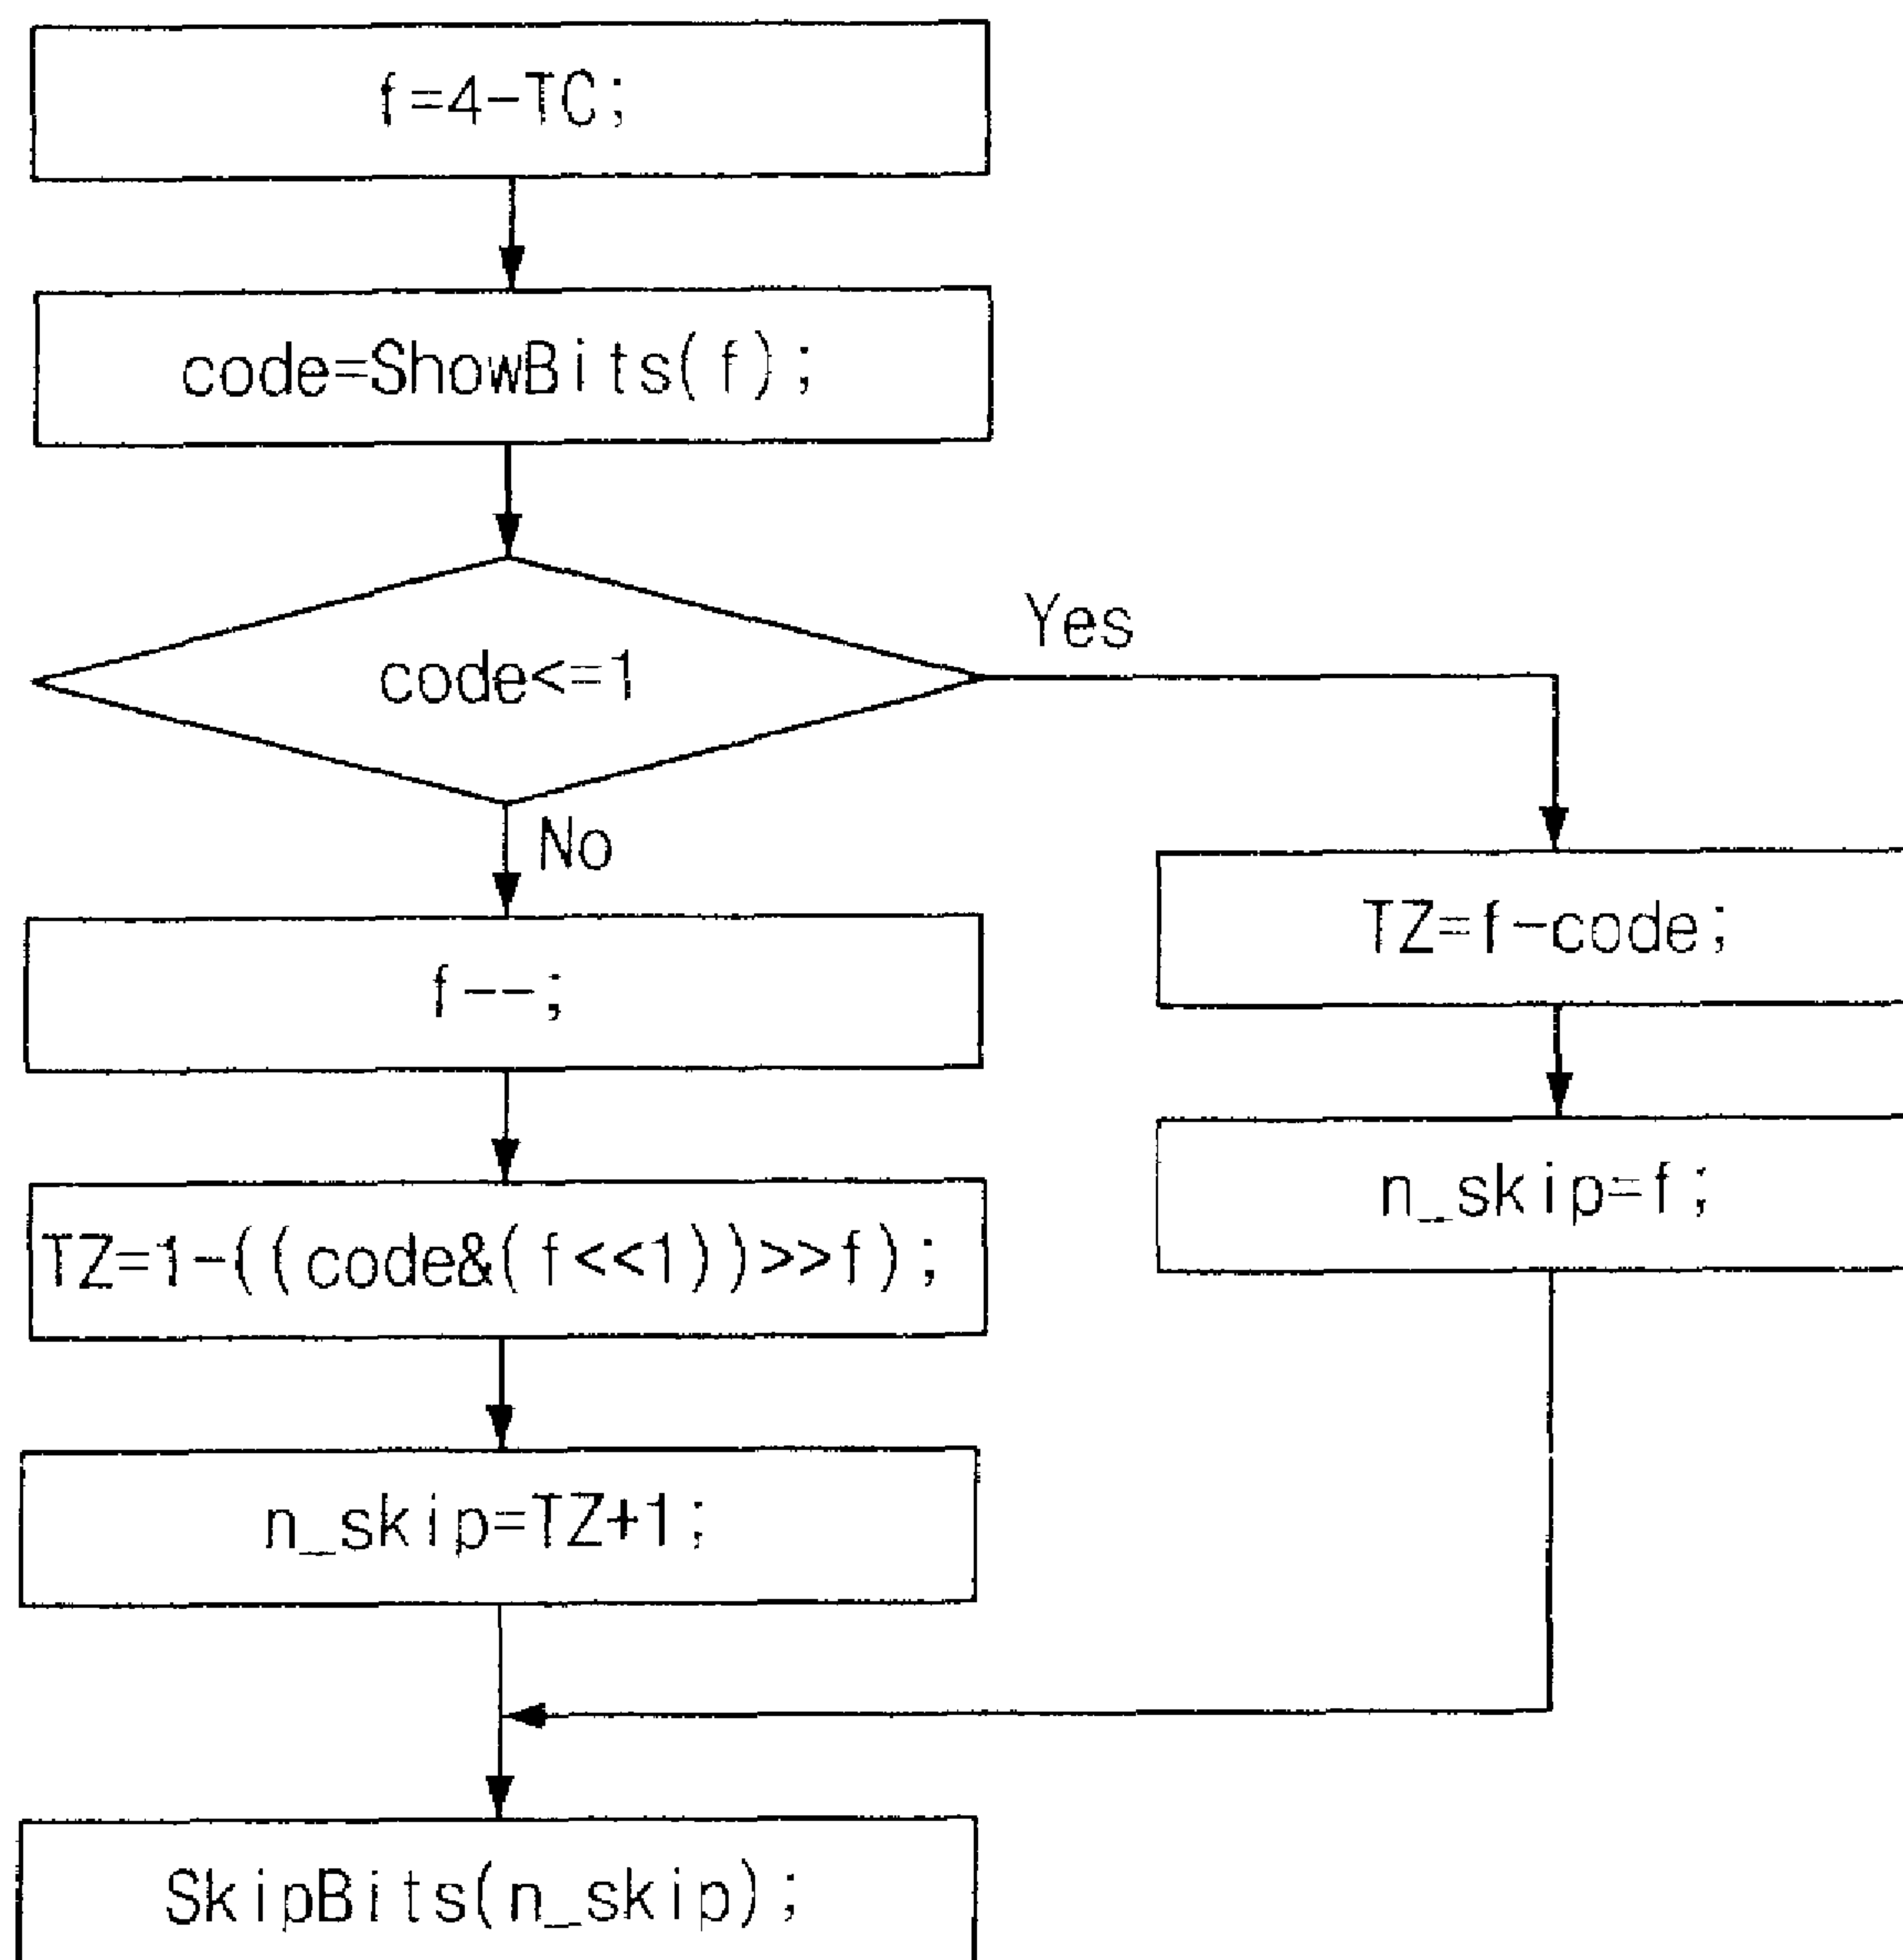 f=4-TC;
code=ShowBits(f);
code<=1
Yes
No
f--;
TZ=f-code;
TZ=1-((code&(f<<1))>>f);
n_skip=f;
n_skip=TZ+1;
SkipBits(n_skip);